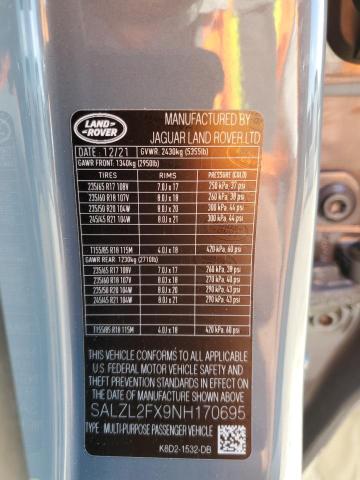 LAND
ROVER
MANUFACTURED BY
JAGUAR LAND ROVER LTD
DATE 12/21 GVWR: 2430kg (5355lb)
GAWR FRONT: 1340kg (2950lb)
TIRES RIMS PRESSURE (COLD)
235/65 R17 108V 7.0J x 17 250 kPa, 37 psi
235/60 R18 107V 8.0J x 18 260 kPa, 38 psi
235/50 R20 104W 8.0J x 20 300 kPa, 44 psi
245/45 R21 104W 8.0J x 21 300 kPa, 44 psi
T155/85 R18 115M 4.0J x 18 420 kPa, 60 psi
GAWR REAR: 1230kg (2710lb)
235/65 R17 108V 7.0J x 17 260 kPa, 38 psi
235/60 R18 107V 8.0J x 18 270 kPa, 40 psi
235/50 R20 104W 8.0J x 20 290 kPa, 43 psi
245/45 R21 104W 8.0J x 21 290 kPa, 43 psi
T155/85 R18 115M 4.0J x 18 420 kPa, 60 psi
THIS VEHICLE CONFORMS TO ALL APPLICABLE
U.S FEDERAL MOTOR VEHICLE SAFETY AND
THEFT PREVENTION STANDARDS IN EFFECT ON
THE DATE OF MANUFACTURE SHOWN ABOVE.
SALZL2FX9NH170695
TYPE: MULTI-PURPOSE PASSENGER VEHICLE
K8D2-1532-DB